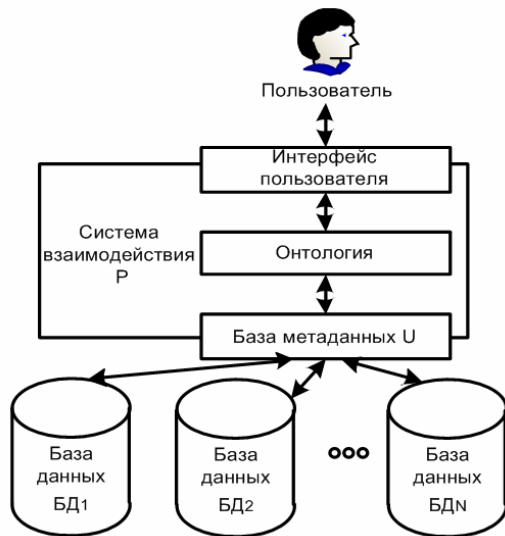 Пользователь
Интерфейс
пользователя
Система
взаимодействия
Р
Онтология
База метаданных U
База
данных
БД1
База
данных
БД2
База
данных
БДN